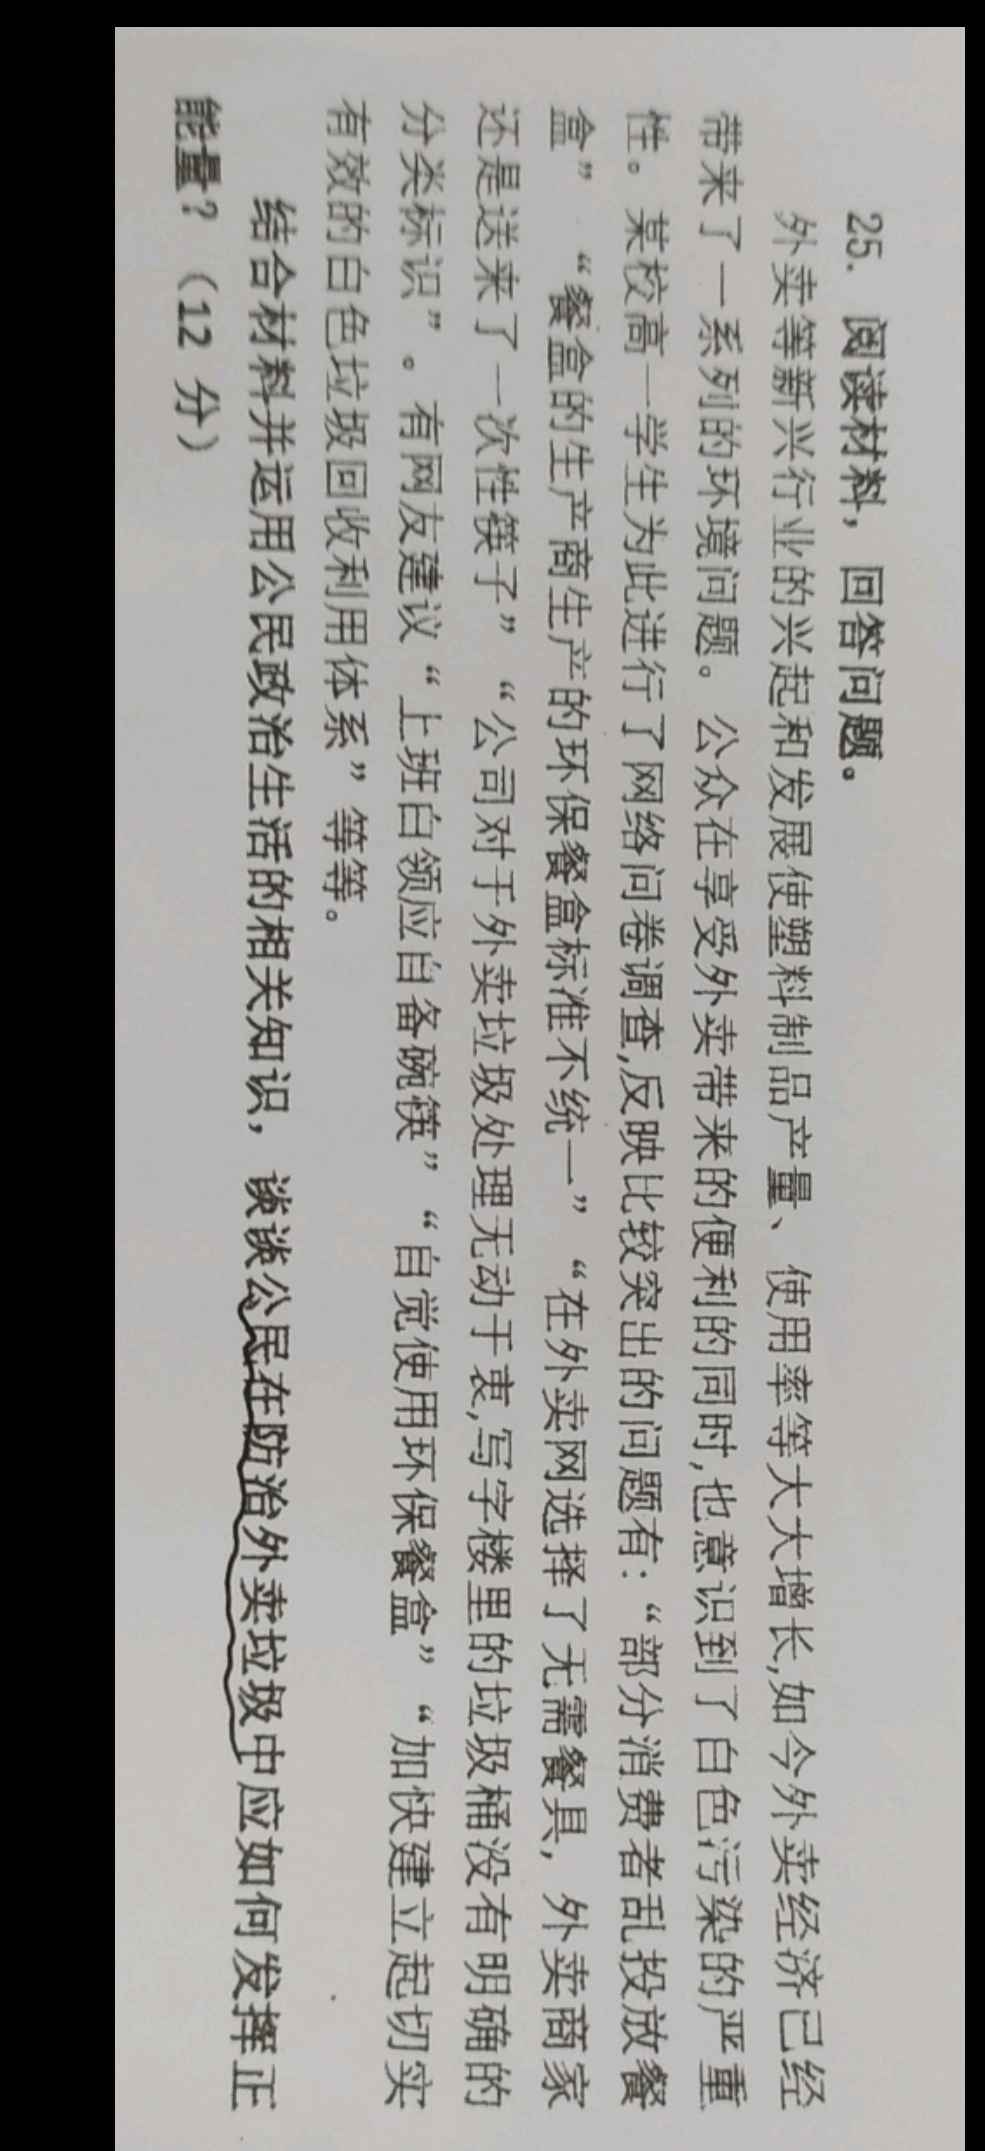 25. 阅读材料，回答问题。
外卖等新兴行业的兴起和发展使塑料制品产量、使用率等大大增长,如今外卖经济已经
带来了一系列的环境问题。公众在享受外卖带来的便利的同时,也意识到了白色污染的严重
性。某校高一学生为此进行了网络问卷调查,反映比较突出的问题有：“部分消费者乱投放餐
盒” “餐盒的生产商生产的环保餐盒标准不统一” “在外卖网选择了无需餐具，外卖商家
还是送来了一次性筷子” “公司对于外卖垃圾处理无动于衷,写字楼里的垃圾桶没有明确的
分类标识”。有网友建议“上班白领应自备碗筷” “自觉使用环保餐盒” “加快建立起切实
有效的白色垃圾回收利用体系”等等。
结合材料并运用公民政治生活的相关知识，谈谈公民在防治外卖垃圾中应如何发挥正
能量？（12 分）